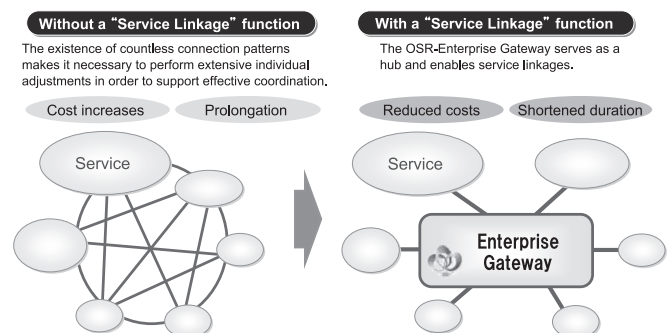 Without a “Service Linkage” function
The existence of countless connection patterns
makes it necessary to perform extensive individual
adjustments in order to support effective coordination.
Cost increases
Prolongation
Service
With a “Service Linkage” function
The OSR-Enterprise Gateway serves as a
hub and enables service linkages.
Reduced costs
Shortened duration
Service
Enterprise
Gateway